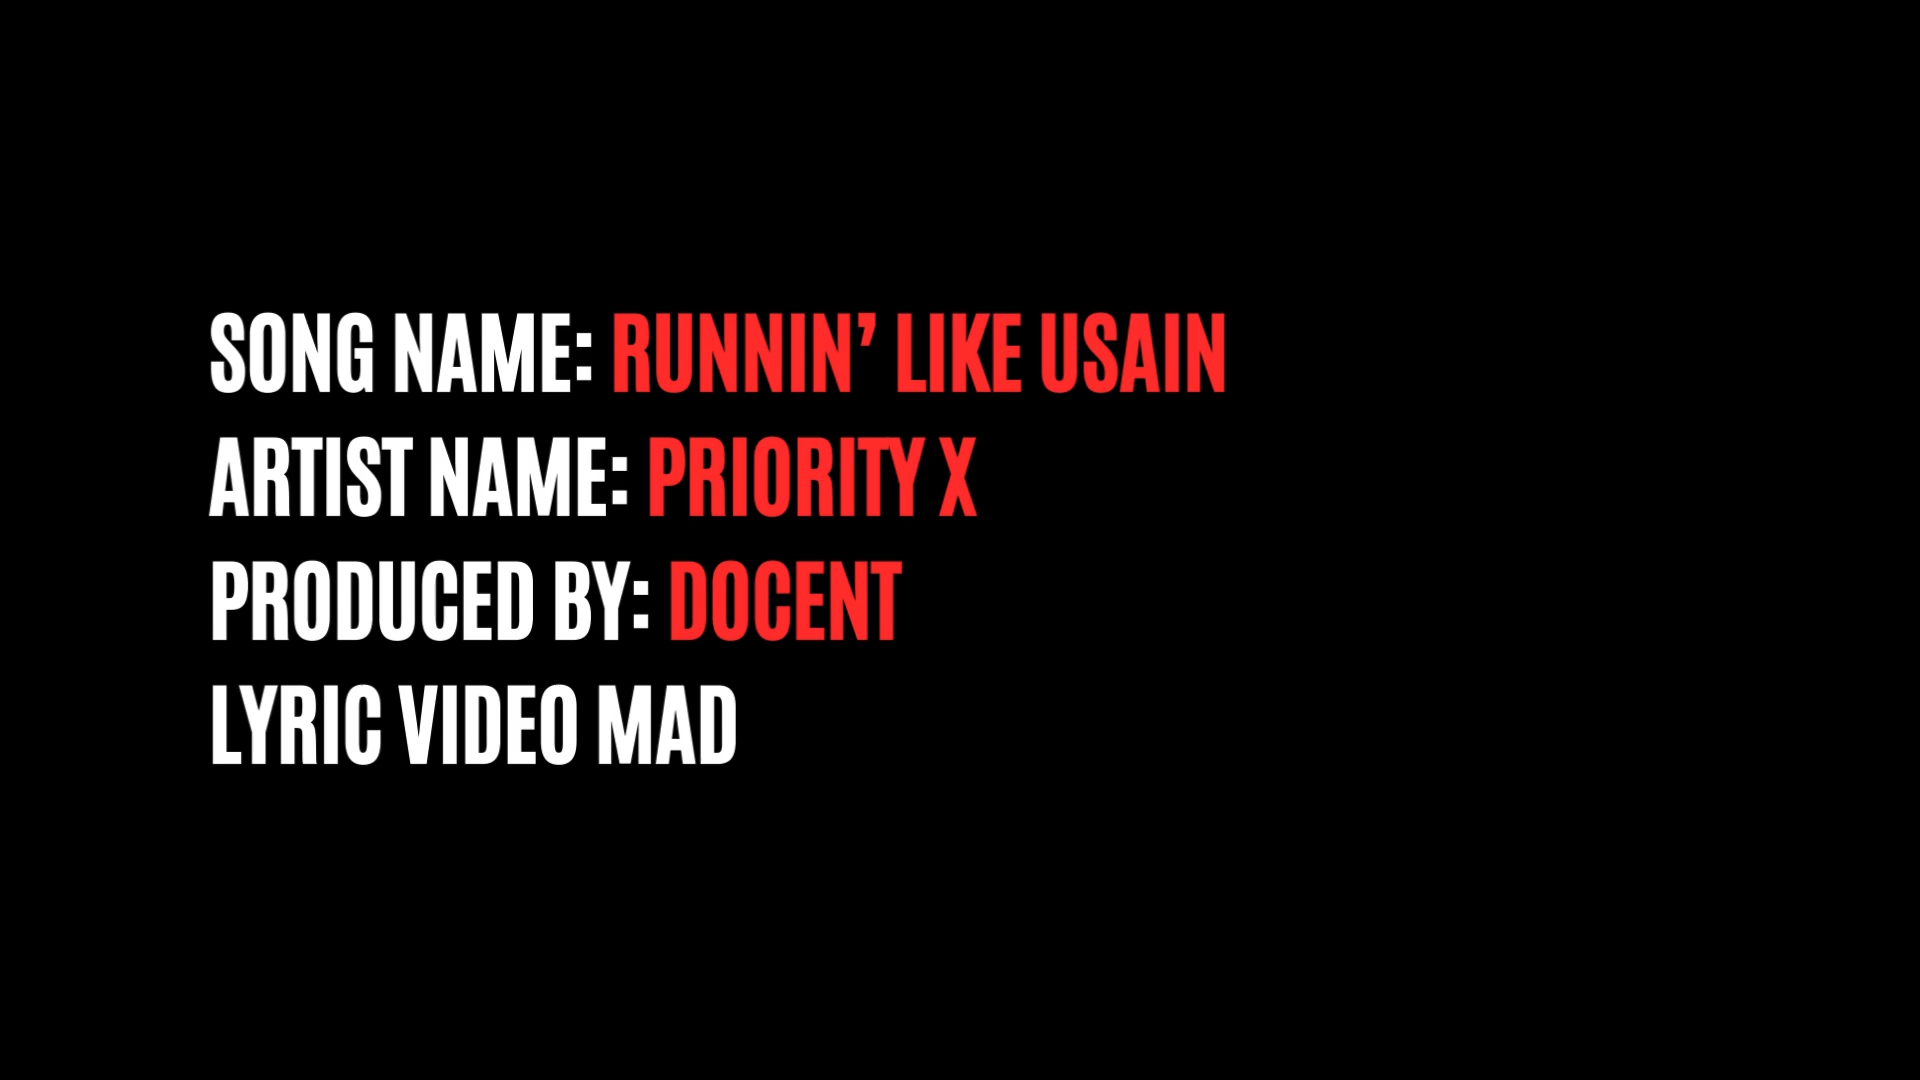 SONG NAME: RUNNIN’ LIKE USAIN
ARTIST NAME: PRIORITY X
PRODUCED BY: DOCENT
LYRIC VIDEO MAD